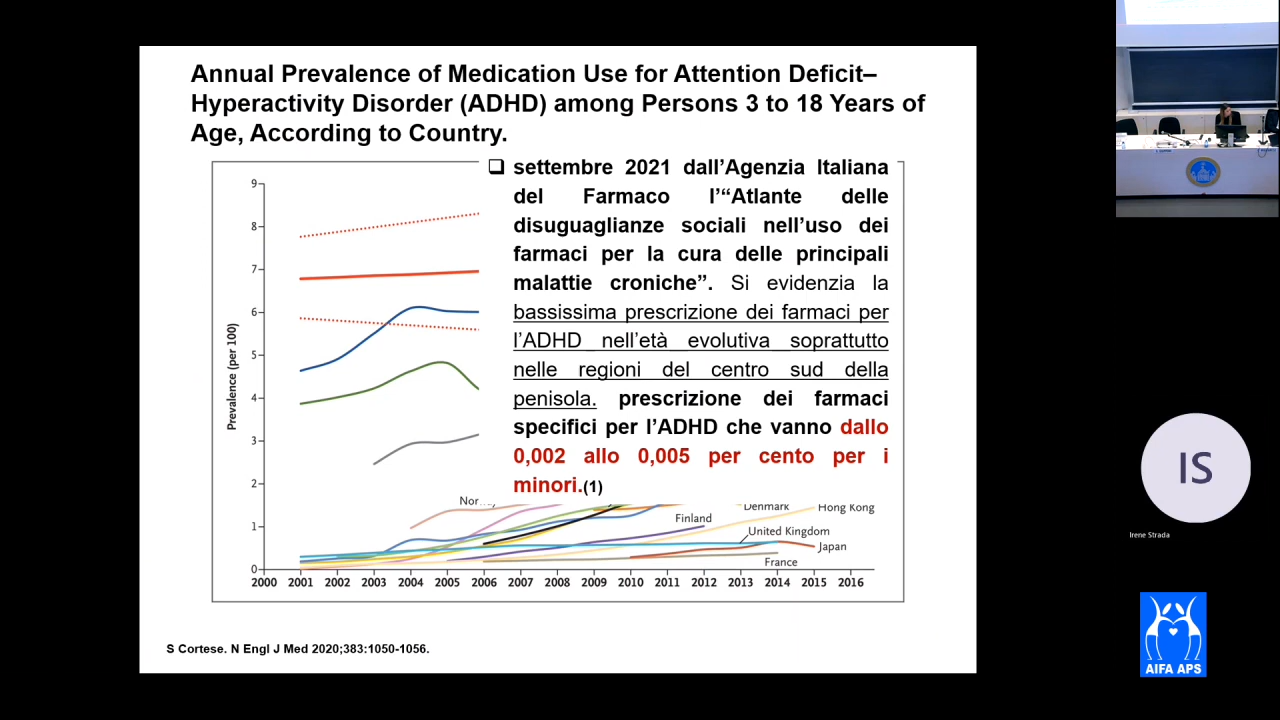 Annual Prevalence of Medication Use for Attention Deficit–
Hyperactivity Disorder (ADHD) among Persons 3 to 18 Years of
Age, According to Country.
❑ settembre 2021 dall’Agenzia Italiana
del Farmaco l’“Atlante delle
disuguaglianze sociali nell’uso dei
farmaci per la cura delle principali
malattie croniche”. Si evidenzia la
bassissima prescrizione dei farmaci per
l’ADHD nell’età evolutiva soprattutto
nelle regioni del centro sud della
penisola. prescrizione dei farmaci
specifici per l’ADHD che vanno dallo
0,002 allo 0,005 per cento per i
minori.(1)
Prevalence (per 100)
9
8
7
6
5
4
3
2
1
0
Denmark
Hong Kong
Finland
United Kingdom
Japan
France
2000 2001 2002 2003 2004 2005 2006 2007 2008 2009 2010 2011 2012 2013 2014 2015 2016
S Cortese. N Engl J Med 2020;383:1050-1056.
IS
Irene Strada
AIFA APS